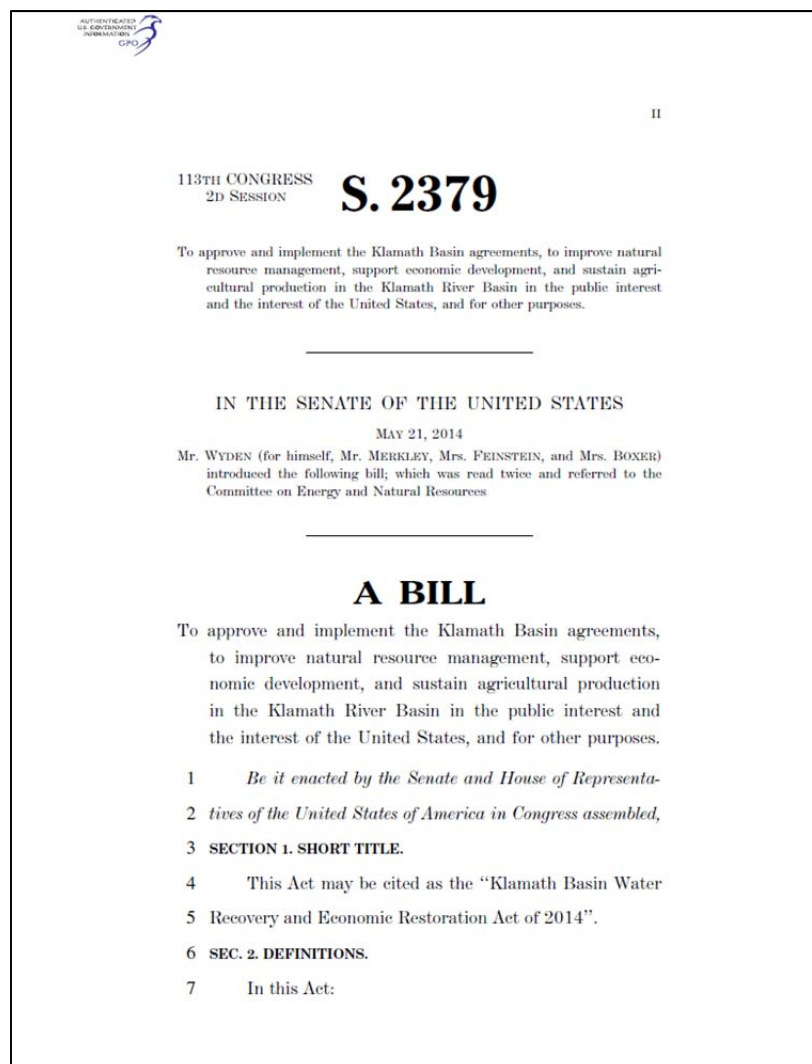 AUTHENTICATED
U.S. GOVERNMENT
INFORMATION
GPO
II
113TH CONGRESS
2D SESSION
S. 2379
To approve and implement the Klamath Basin agreements, to improve natural
resource management, support economic development, and sustain agri-
cultural production in the Klamath River Basin in the public interest
and the interest of the United States, and for other purposes.
IN THE SENATE OF THE UNITED STATES
MAY 21, 2014
Mr. WYDEN (for himself, Mr. MERKLEY, Mrs. FEINSTEIN, and Mrs. BOXER)
introduced the following bill; which was read twice and referred to the
Committee on Energy and Natural Resources
A BILL
To approve and implement the Klamath Basin agreements,
to improve natural resource management, support eco-
nomic development, and sustain agricultural production
in the Klamath River Basin in the public interest and
the interest of the United States, and for other purposes.
1 Be it enacted by the Senate and House of Representa-
2 tives of the United States of America in Congress assembled,
3 SECTION 1. SHORT TITLE.
4 This Act may be cited as the “Klamath Basin Water
5 Recovery and Economic Restoration Act of 2014”.
6 SEC. 2. DEFINITIONS.
7 In this Act: